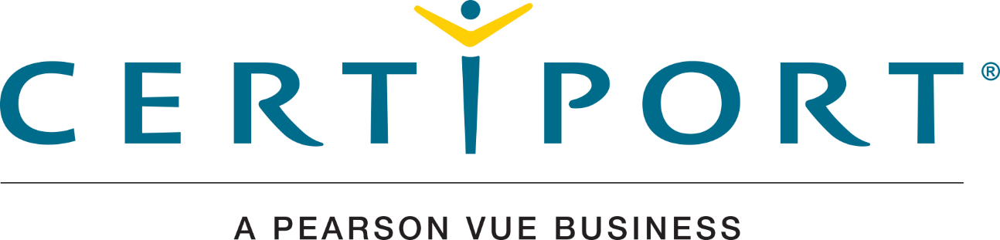 CERTIPORT®
A PEARSON VUE BUSINESS